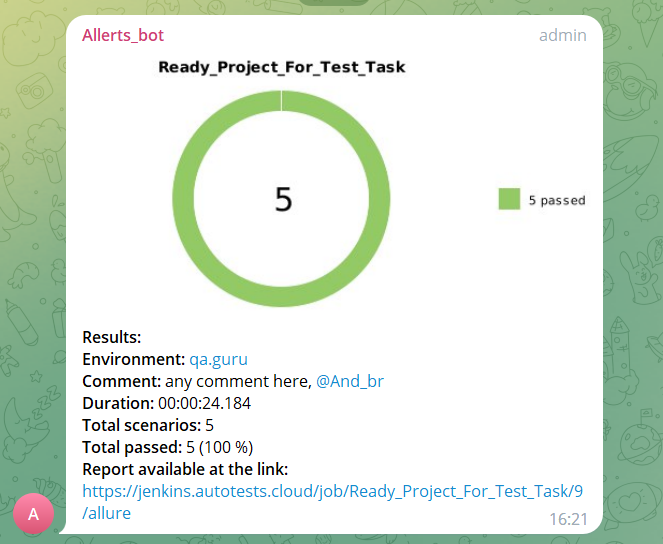 Allerts_bot admin
Ready_Project_For_Test_Task
5
5 passed
Results:
Environment: qa.guru
Comment: any comment here, @And_br
Duration: 00:00:24.184
Total scenarios: 5
Total passed: 5 (100 %)
Report available at the link:
https://jenkins.autotests.cloud/job/Ready_Project_For_Test_Task/9
/allure
A
16:21